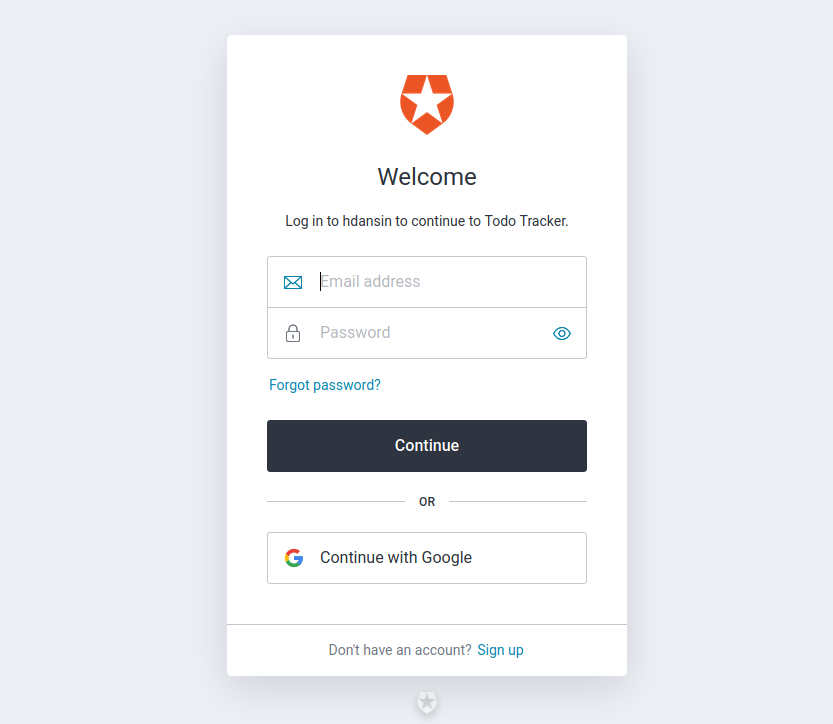 Welcome
Log in to hdansin to continue to Todo Tracker.
Email address
Password
Forgot password?
Continue
OR
Continue with Google
Don't have an account? Sign up